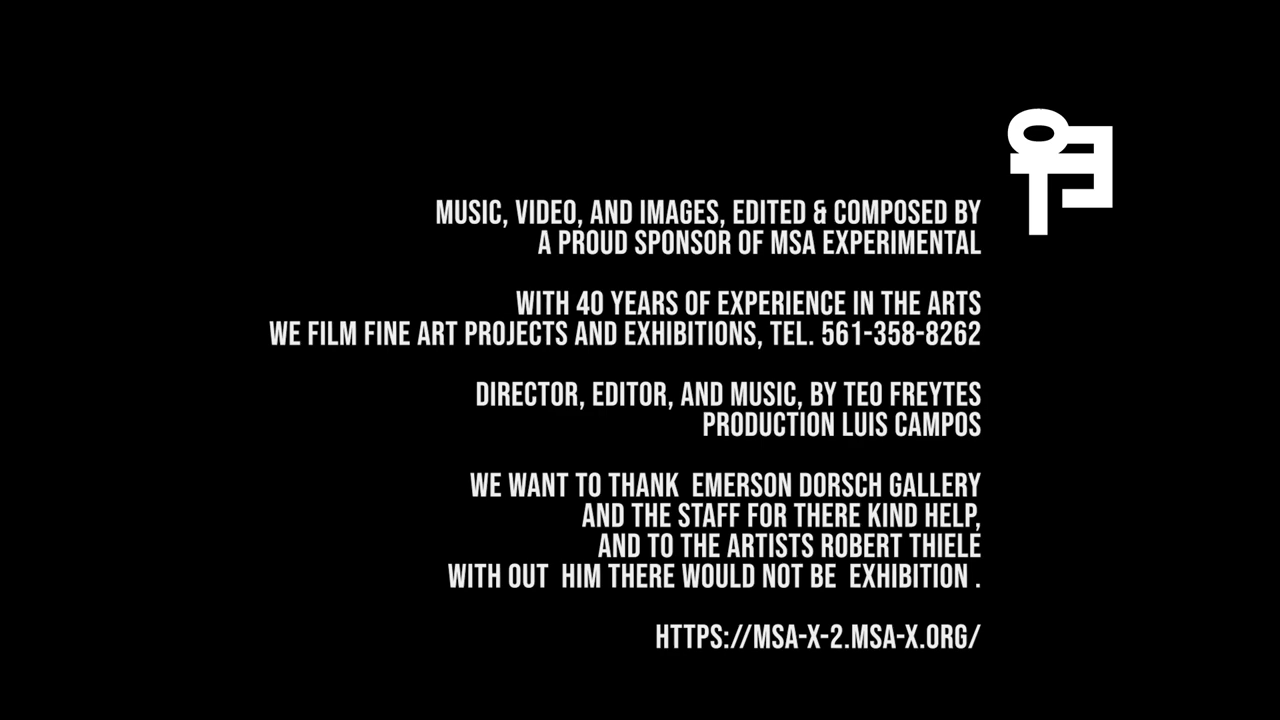 MUSIC, VIDEO, AND IMAGES, EDITED & COMPOSED BY
A PROUD SPONSOR OF MSA EXPERIMENTAL
WITH 40 YEARS OF EXPERIENCE IN THE ARTS
WE FILM FINE ART PROJECTS AND EXHIBITIONS, TEL. 561-358-8262
DIRECTOR, EDITOR, AND MUSIC, BY TEO FREYTES
PRODUCTION LUIS CAMPOS
WE WANT TO THANK  EMERSON DORSCH GALLERY
AND THE STAFF FOR THERE KIND HELP,
AND TO THE ARTISTS ROBERT THIELE
WITH OUT  HIM THERE WOULD NOT BE  EXHIBITION .
HTTPS://MSA-X-2.MSA-X.ORG/